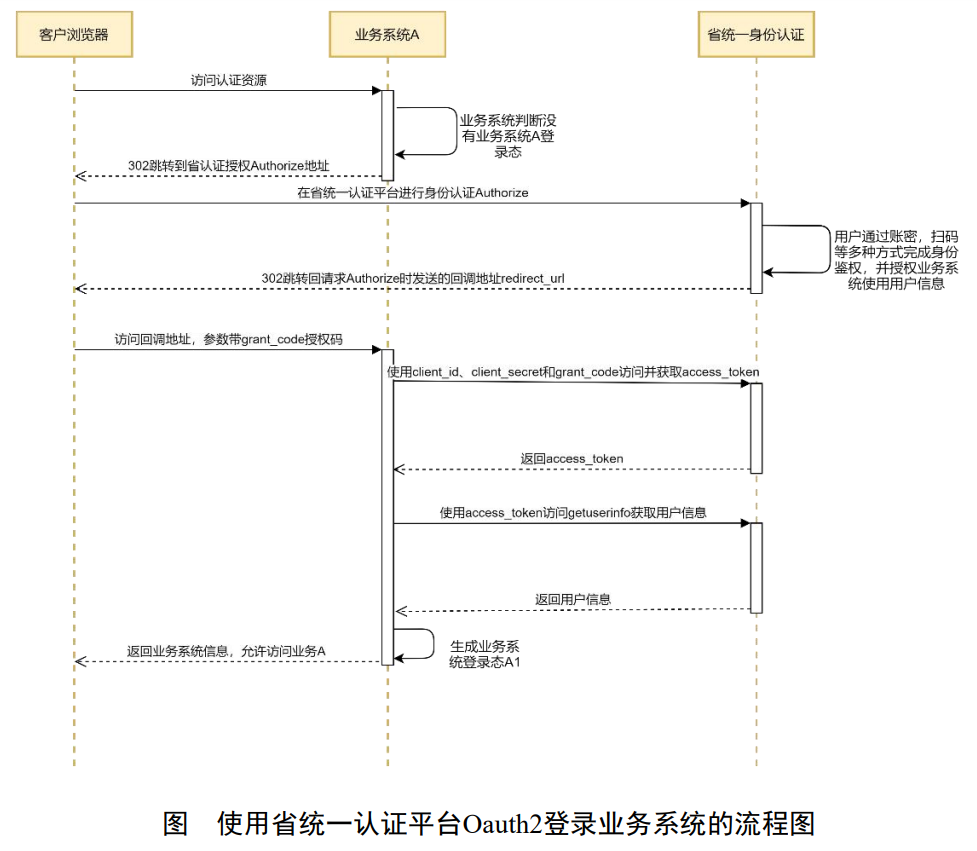 客户浏览器
业务系统A
省统一身份认证
访问认证资源
业务系统判断没
有业务系统A登
录态
302跳转到省认证授权Authorize地址
在省统一认证平台进行身份认证Authorize
用户通过账密，扫码
等多种方式完成身份
鉴权，并授权业务系
统使用用户信息
302跳转回请求Authorize时发送的回调地址redirect_url
访问回调地址，参数带grant_code授权码
使用client_id、client_secret和grant_code访问并获取access_token
返回access_token
使用access_token访问getuserinfo获取用户信息
返回用户信息
生成业务系
统登录态A1
返回业务系统信息，允许访问业务A
图 使用省统一认证平台Oauth2登录业务系统的流程图